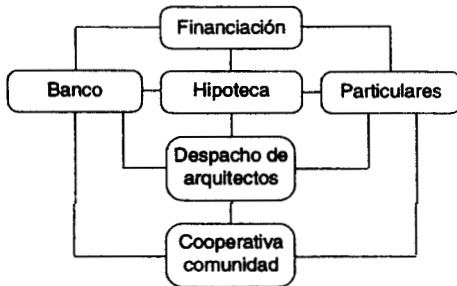 Financiación
Banco
Hipoteca
Particulares
Despacho de
arquitectos
Cooperativa
comunidad